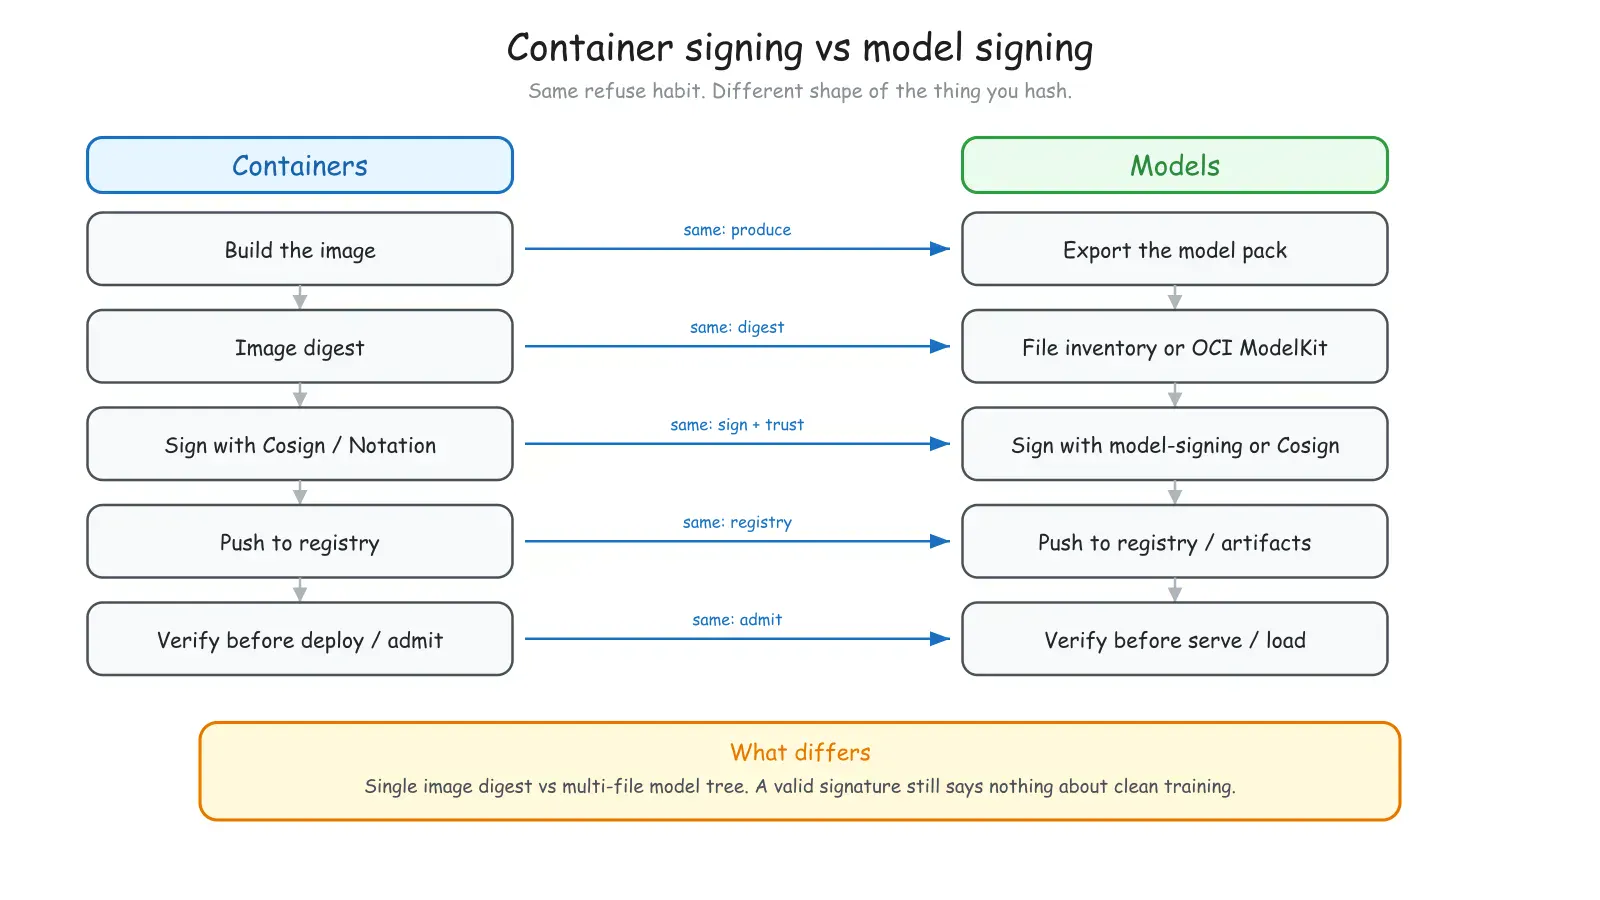 Container signing vs model signing
Same refuse habit. Different shape of the thing you hash.
Containers
Models
Build the image
same: produce
Export the model pack
Image digest
same: digest
File inventory or OCI ModelKit
Sign with Cosign / Notation
same: sign + trust
Sign with model-signing or Cosign
Push to registry
same: registry
Push to registry / artifacts
Verify before deploy / admit
same: admit
Verify before serve / load
What differs
Single image digest vs multi-file model tree. A valid signature still says nothing about clean training.